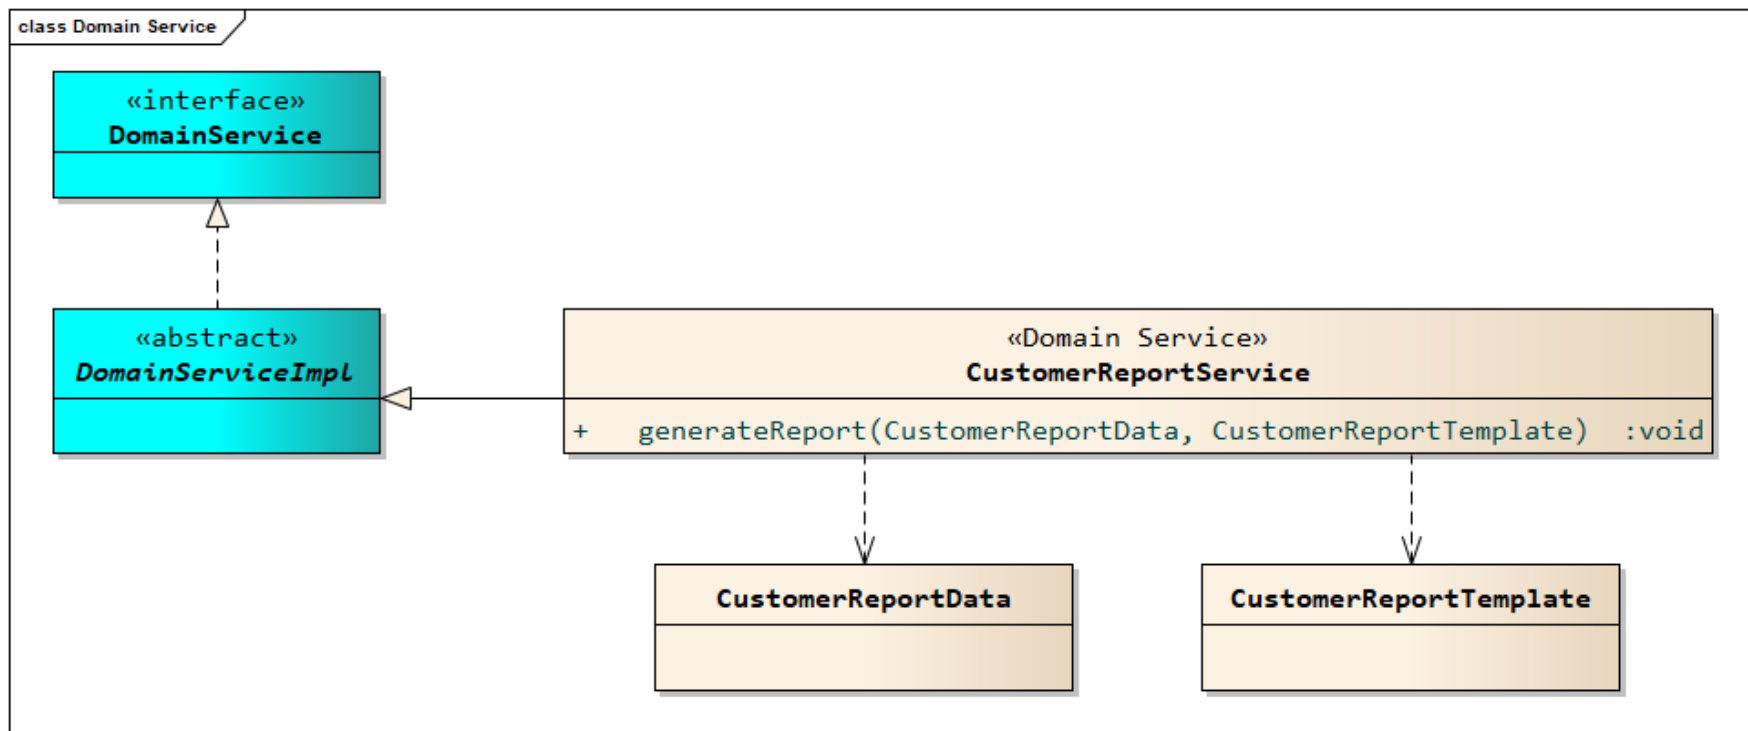 class Domain Service
«interface»
DomainService
«abstract»
DomainServiceImpl
«Domain Service»
CustomerReportService
+ generateReport(CustomerReportData, CustomerReportTemplate) :void
CustomerReportData
CustomerReportTemplate